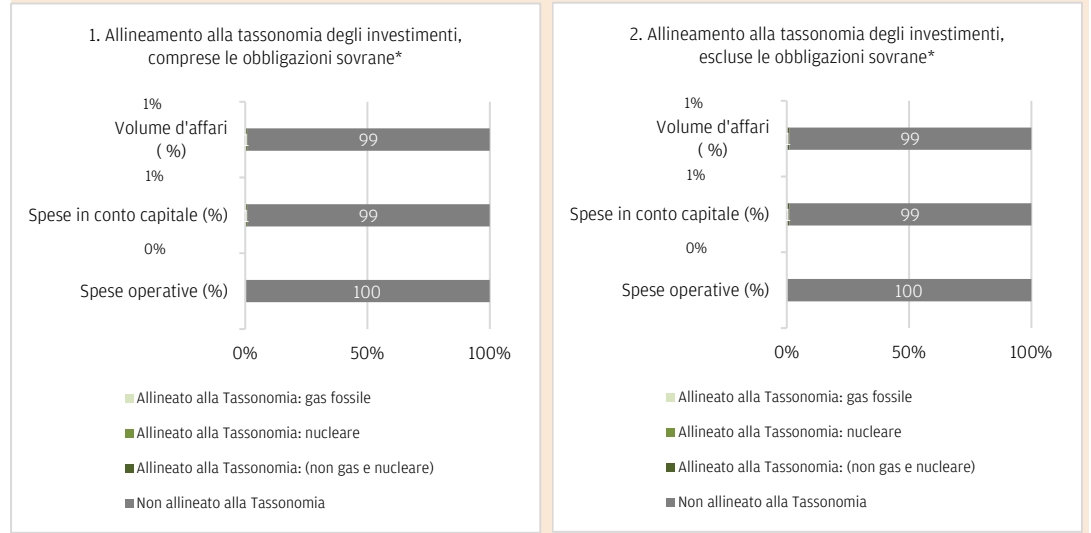 1. Allineamento alla tassonomia degli investimenti,
comprese le obbligazioni sovrane*
1%
Volume d'affari
( %)
1
99
1%
Spese in conto capitale (%)
1
99
0%
Spese operative (%)
100
0%
50%
100%
Allineato alla Tassonomia: gas fossile
Allineato alla Tassonomia: nucleare
Allineato alla Tassonomia: (non gas e nucleare)
Non allineato alla Tassonomia
2. Allineamento alla tassonomia degli investimenti,
escluse le obbligazioni sovrane*
1%
Volume d'affari
( %)
1
99
1%
Spese in conto capitale (%)
1
99
0%
Spese operative (%)
100
0%
50%
100%
Allineato alla Tassonomia: gas fossile
Allineato alla Tassonomia: nucleare
Allineato alla Tassonomia: (non gas e nucleare)
Non allineato alla Tassonomia